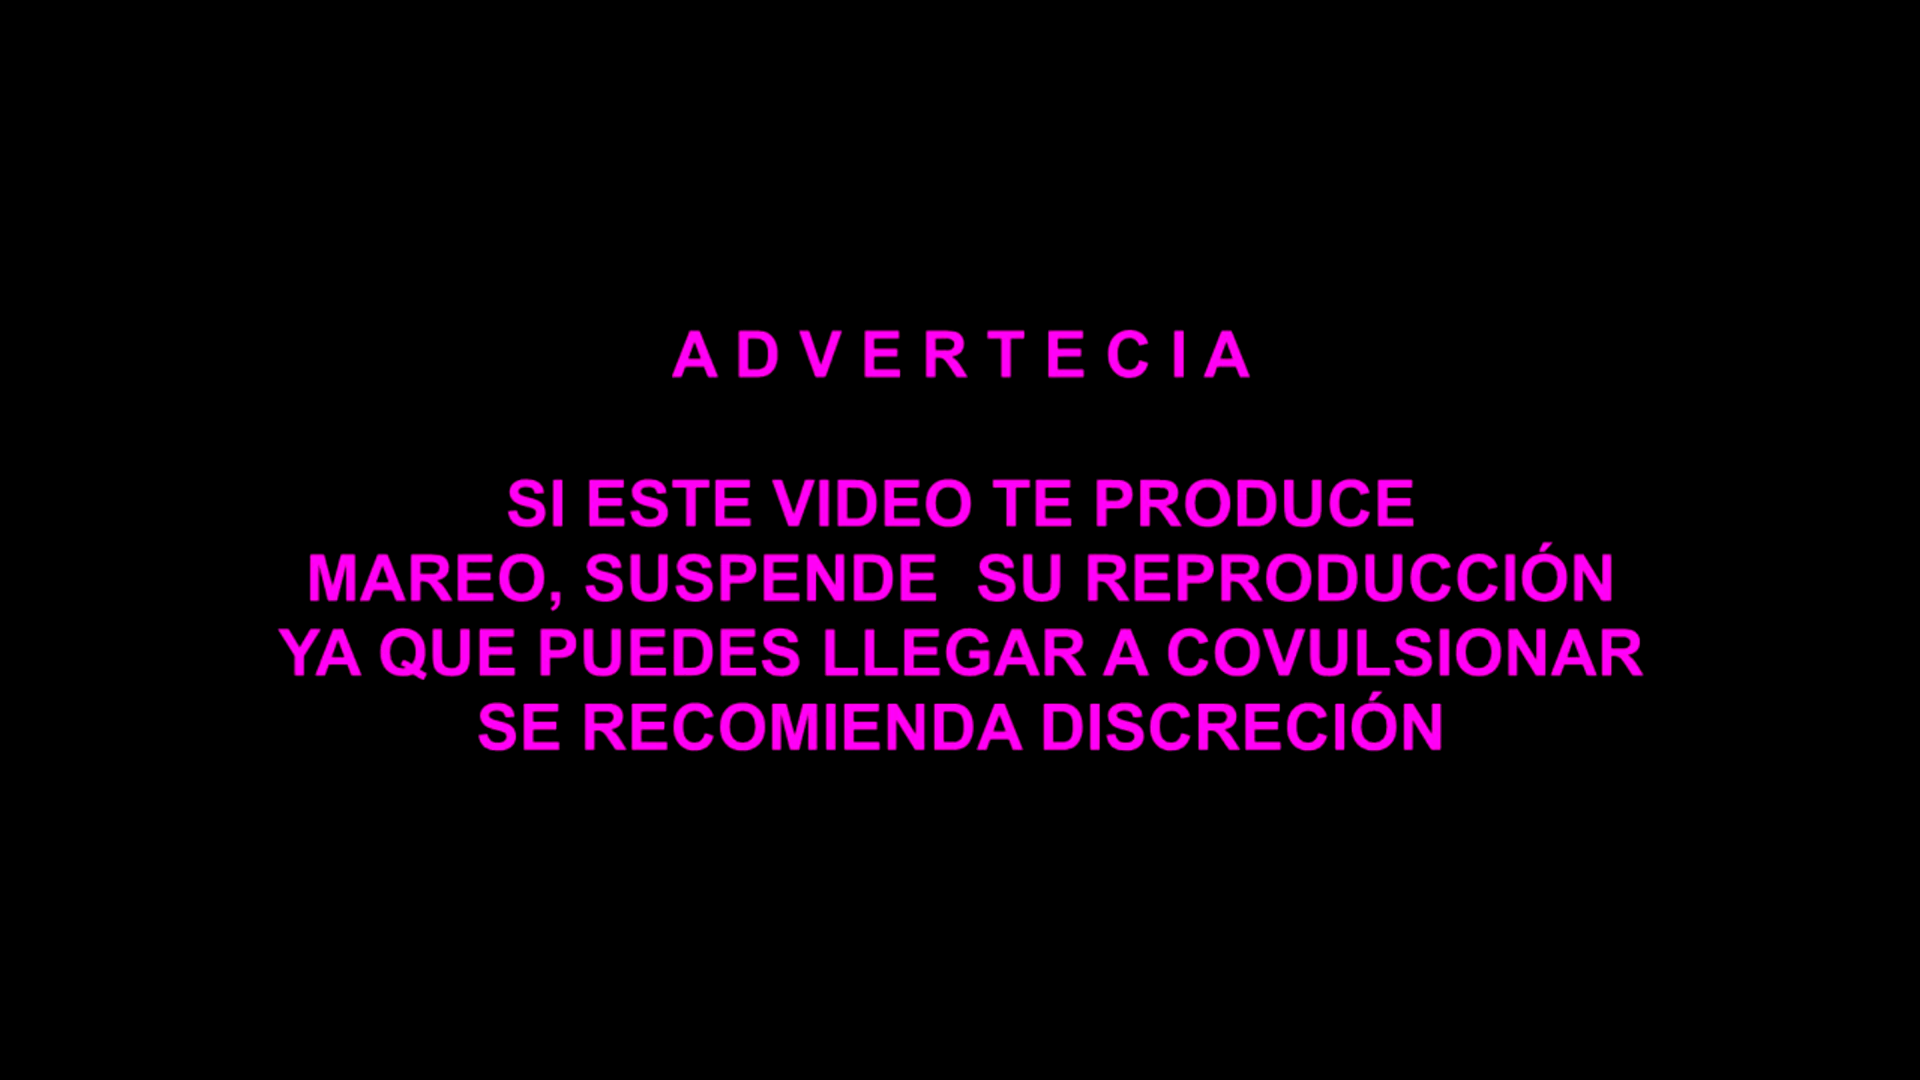 A D V E R T E C I A
SI ESTE VIDEO TE PRODUCE
MAREO, SUSPENDE  SU REPRODUCCIÓN
YA QUE PUEDES LLEGAR A COVULSIONAR
SE RECOMIENDA DISCRECIÓN